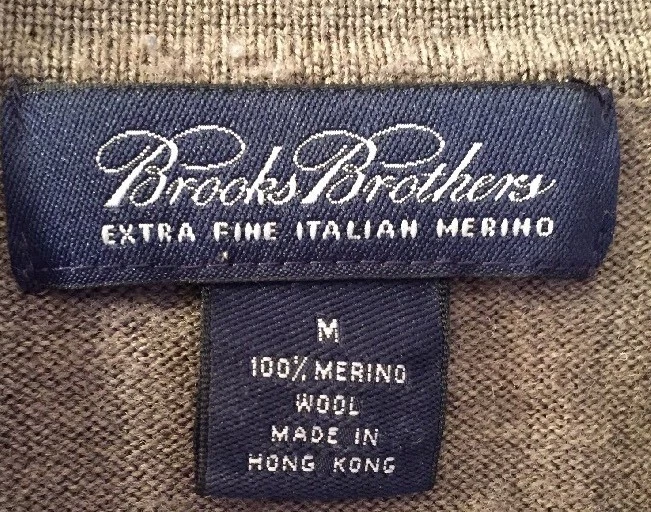 Brooks Brothers
EXTRA FINE ITALIAN MERINO
M
100% MERINO
WOOL
MADE IN
HONG KONG